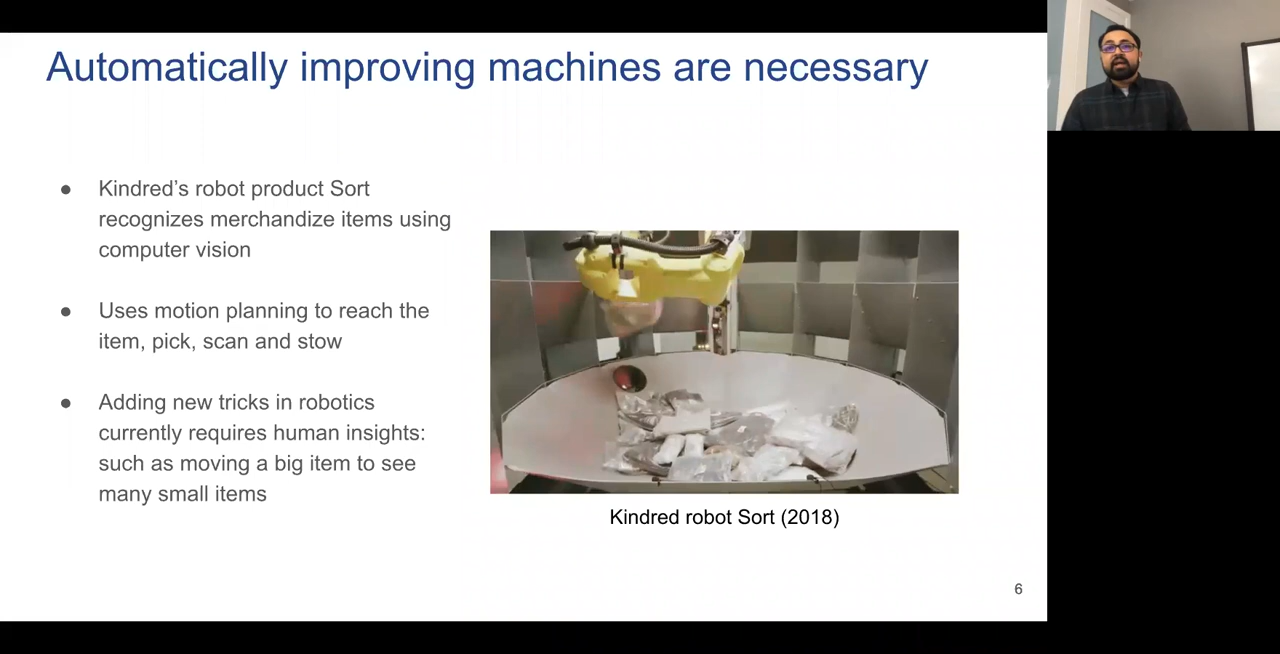 Automatically improving machines are necessary
● Kindred’s robot product Sort
recognizes merchandize items using
computer vision
● Uses motion planning to reach the
item, pick, scan and stow
● Adding new tricks in robotics
currently requires human insights:
such as moving a big item to see
many small items
Kindred robot Sort (2018)
6